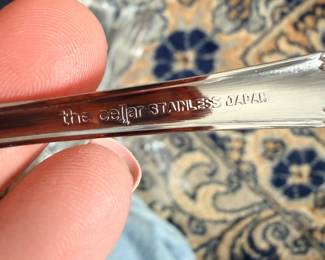 the cellar STAINLESS JAPAN